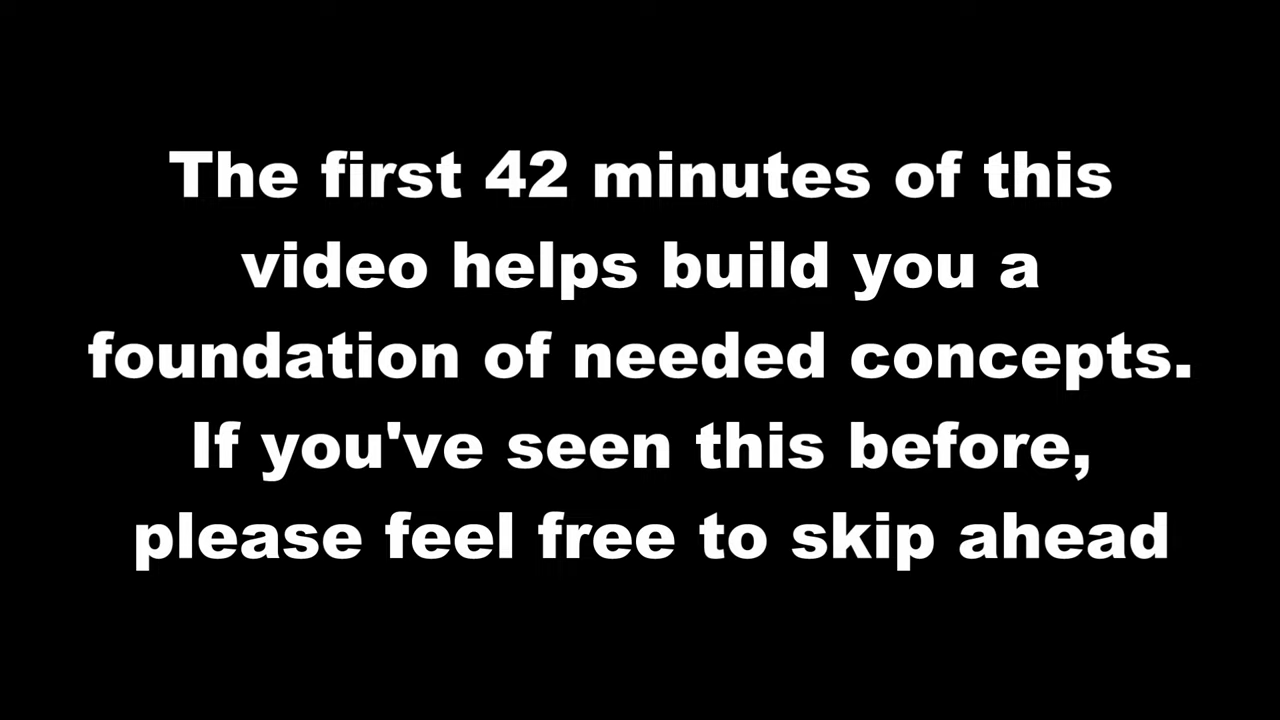 The first 42 minutes of this
video helps build you a
foundation of needed concepts.
If you've seen this before,
please feel free to skip ahead